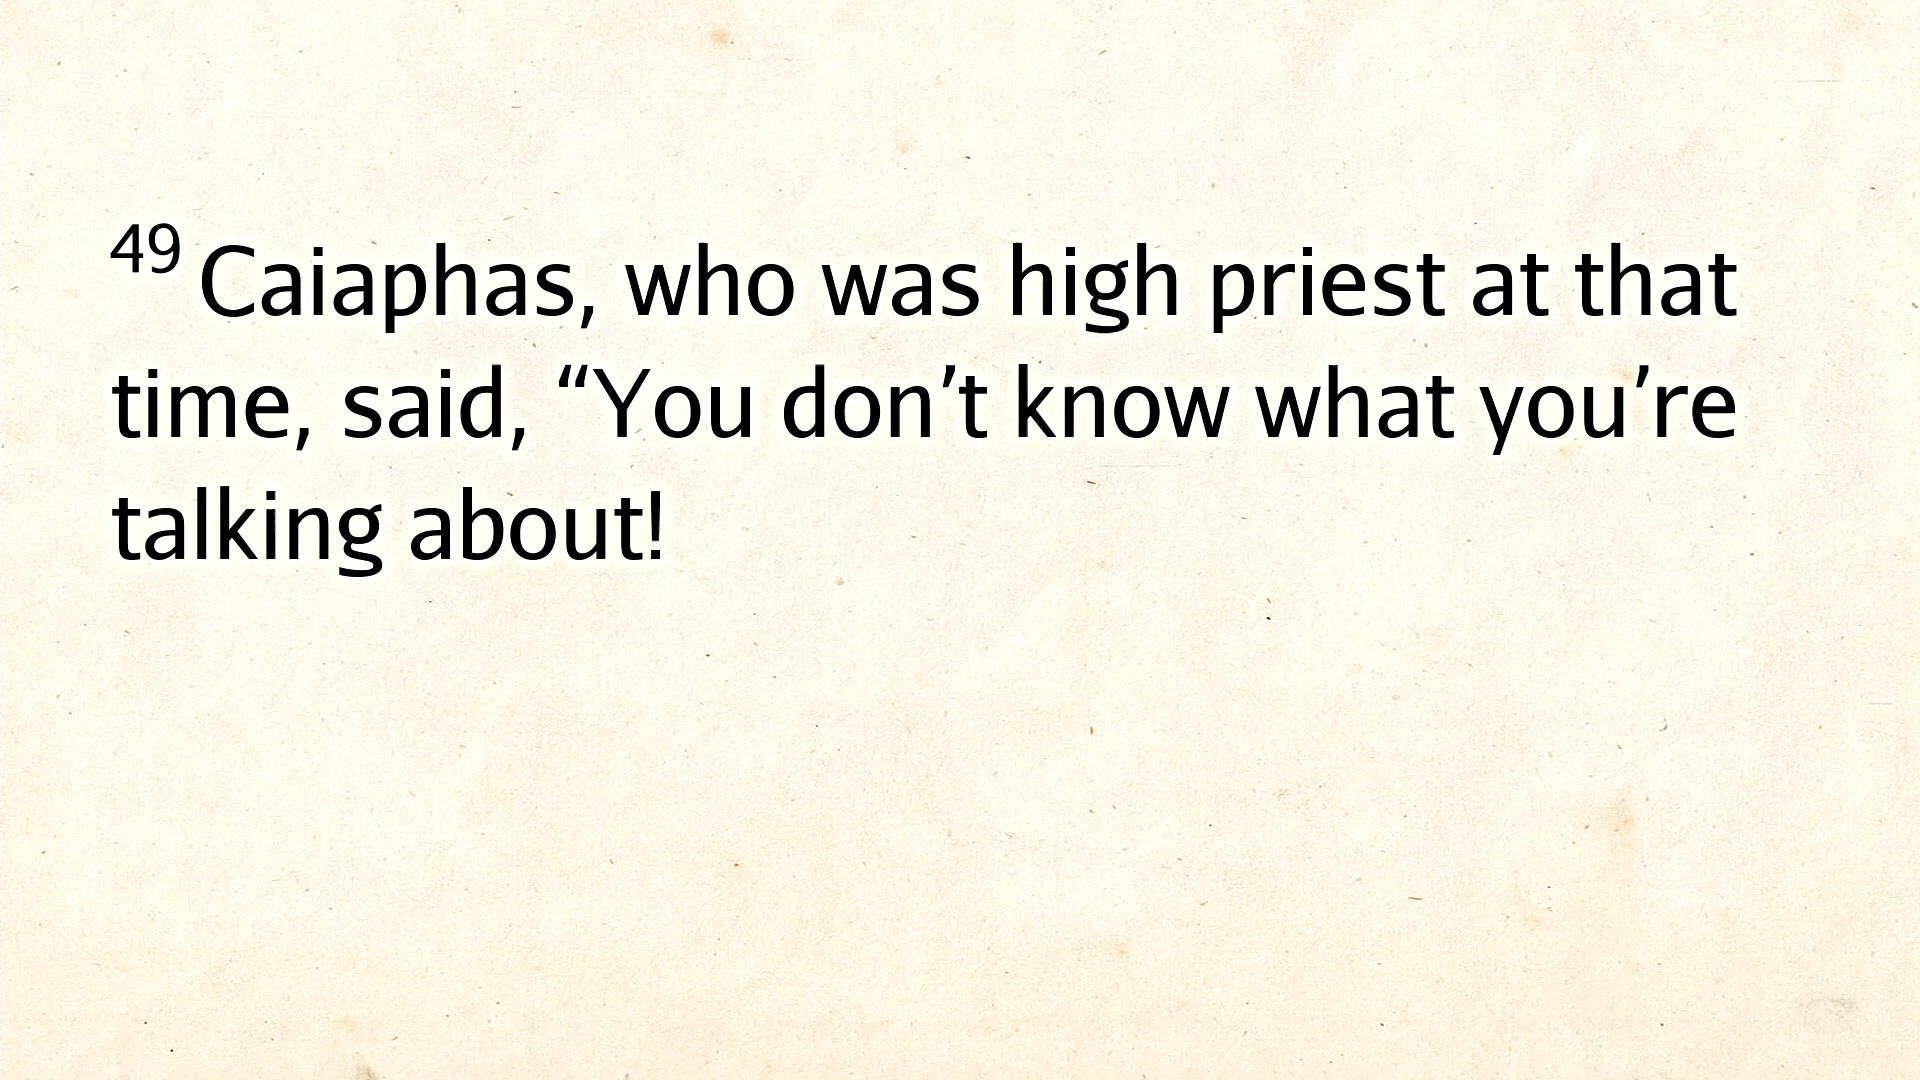 49 Caiaphas, who was high priest at that
time, said, “You don’t know what you’re
talking about!